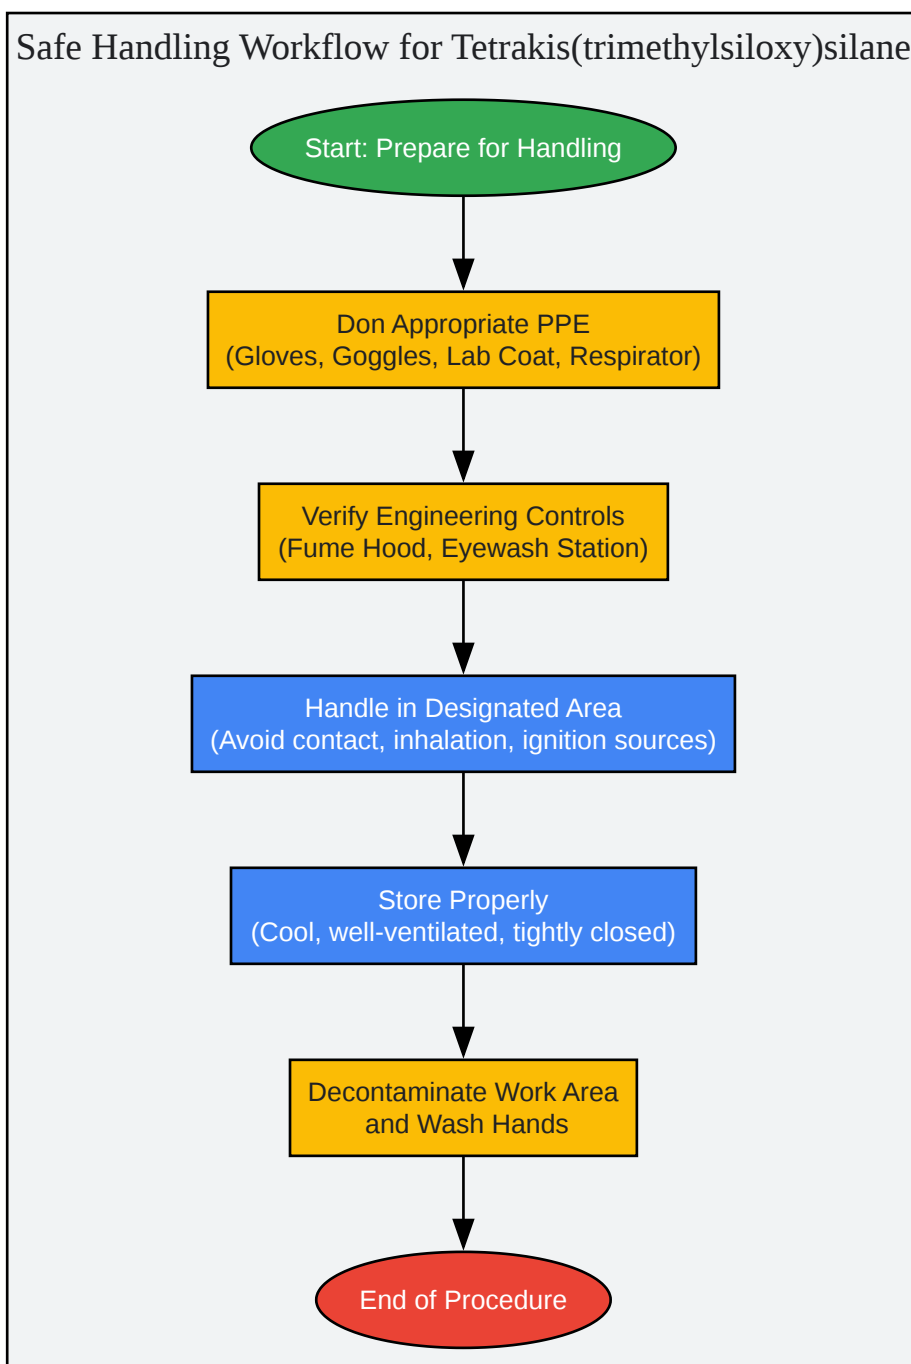 Safe Handling Workflow for Tetrakis(trimethylsiloxy)silane
Start: Prepare for Handling
Don Appropriate PPE
(Gloves, Goggles, Lab Coat, Respirator)
Verify Engineering Controls
(Fume Hood, Eyewash Station)
Handle in Designated Area
(Avoid contact, inhalation, ignition sources)
Store Properly
(Cool, well-ventilated, tightly closed)
Decontaminate Work Area
and Wash Hands
End of Procedure